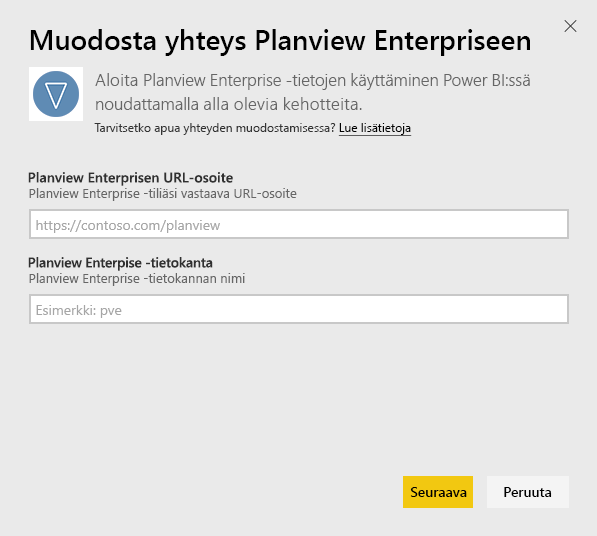 Muodosta yhteys Planview Enterpriseen
Aloita Planview Enterprise -tietojen käyttäminen Power BI:ssä
noudattamalla alla olevia kehotteita.
Tarvitsetko apua yhteyden muodostamisessa? Lue lisätietoja
Planview Enterprisen URL-osoite
Planview Enterprise -tiliäsi vastaava URL-osoite
https://contoso.com/planview
Planview Enterpise -tietokanta
Planview Enterprise -tietokannan nimi
Esimerkki: pve
Seuraava Peruuta